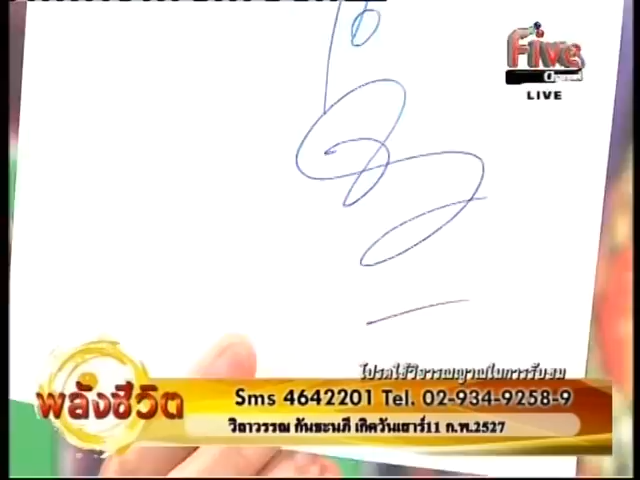 Five
Channel
LIVE
โปรดใช้วิจารณญาณในการรับชม
พลังชีวิต
Sms 4642201 Tel. 02-934-9258-9
วิถาวรรณ กันธะนภี เกิดวันเสาร์11 ก.พ.2527